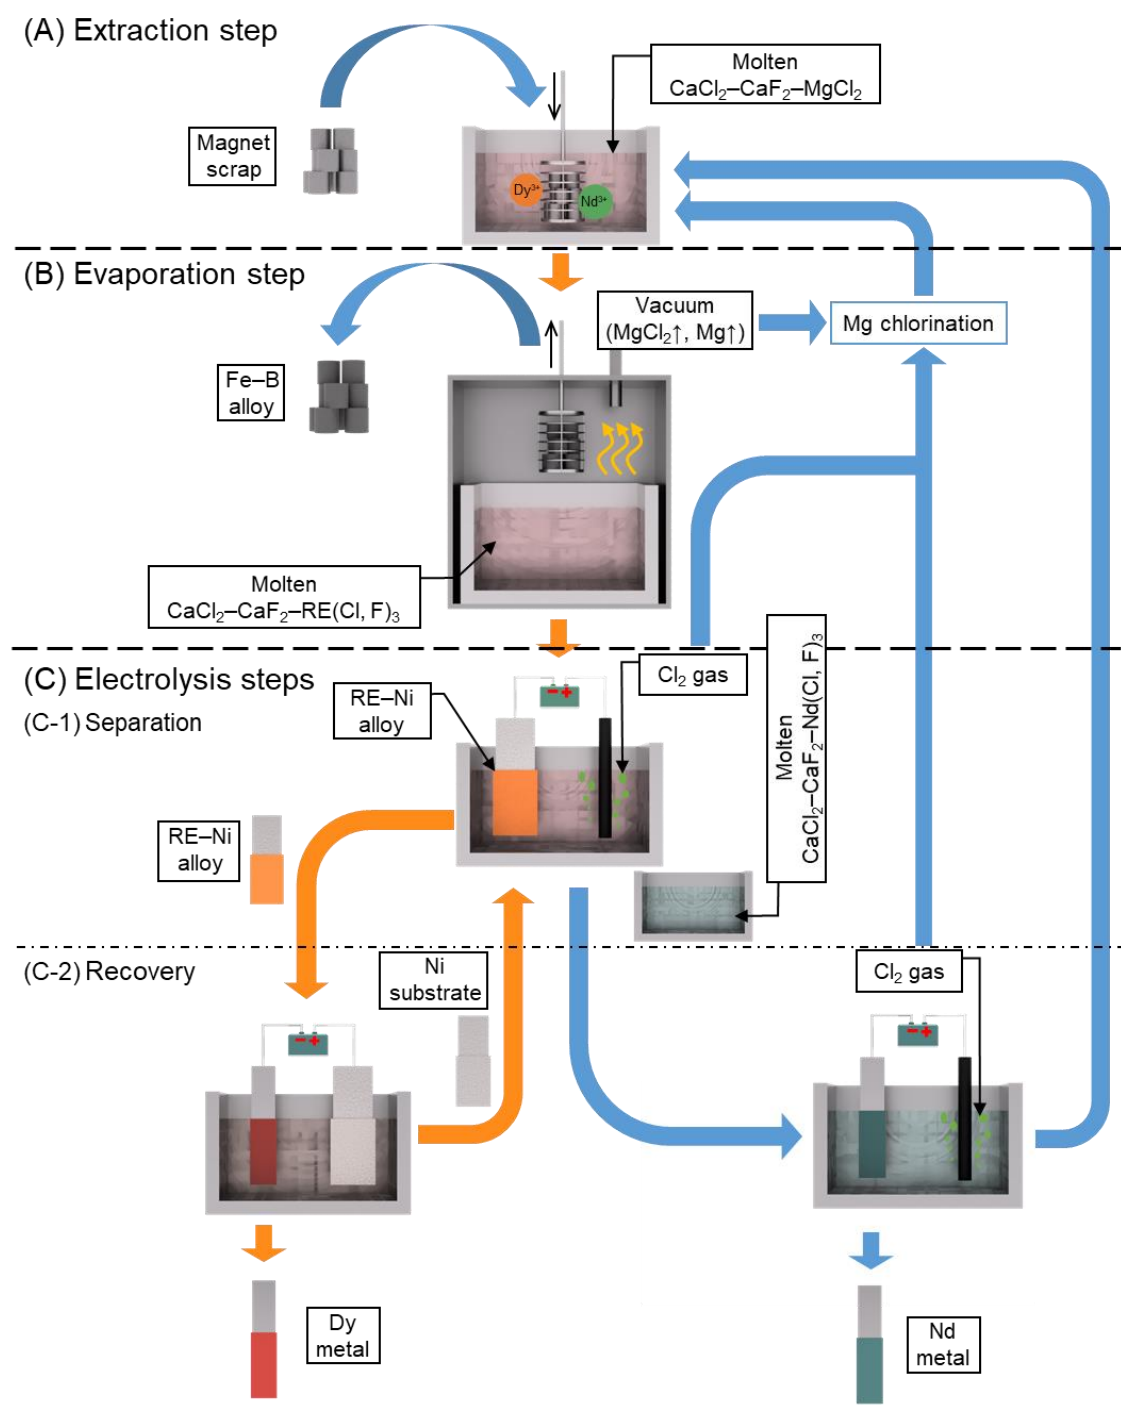 (A) Extraction step
Molten
CaCl₂–CaF₂–MgCl₂
Magnet
scrap
Dy³⁺
Nd³⁺
(B) Evaporation step
Vacuum
(MgCl₂↑, Mg↑)
Mg chlorination
Fe–B
alloy
Molten
CaCl₂–CaF₂–RE(Cl, F)₃
(C) Electrolysis steps
(C-1) Separation
RE–Ni
alloy
– +
Cl₂ gas
Molten
CaCl₂–CaF₂–Nd(Cl, F)₃
RE–Ni
alloy
(C-2) Recovery
Ni
substrate
Cl₂ gas
– +
– +
Dy
metal
Nd
metal